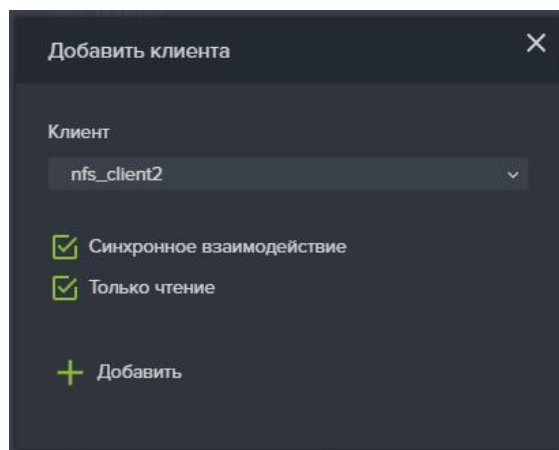 Добавить клиента
Клиент
nfs_client2
Синхронное взаимодействие
Только чтение
Добавить